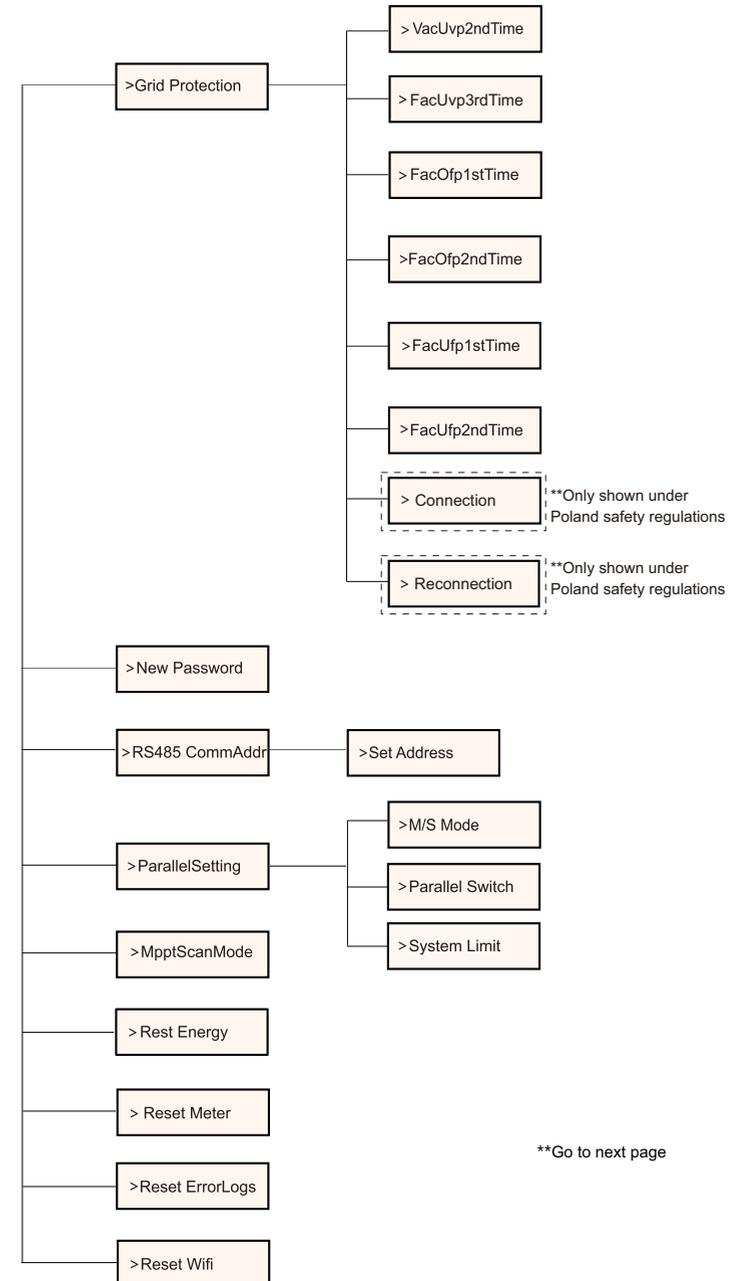 > VacUvp2ndTime
>Grid Protection
> FacUvp3rdTime
> FacOfp1stTime
>FacOfp2ndTime
>FacUfp1stTime
>FacUfp2ndTime
> Connection
**Only shown under
Poland safety regulations
> Reconnection
**Only shown under
Poland safety regulations
>New Password
>RS485 CommAddr
>Set Address
>M/S Mode
>ParallelSetting
>Parallel Switch
>System Limit
>MpptScanMode
>Rest Energy
> Reset Meter
**Go to next page
>Reset ErrorLogs
>Reset Wifi